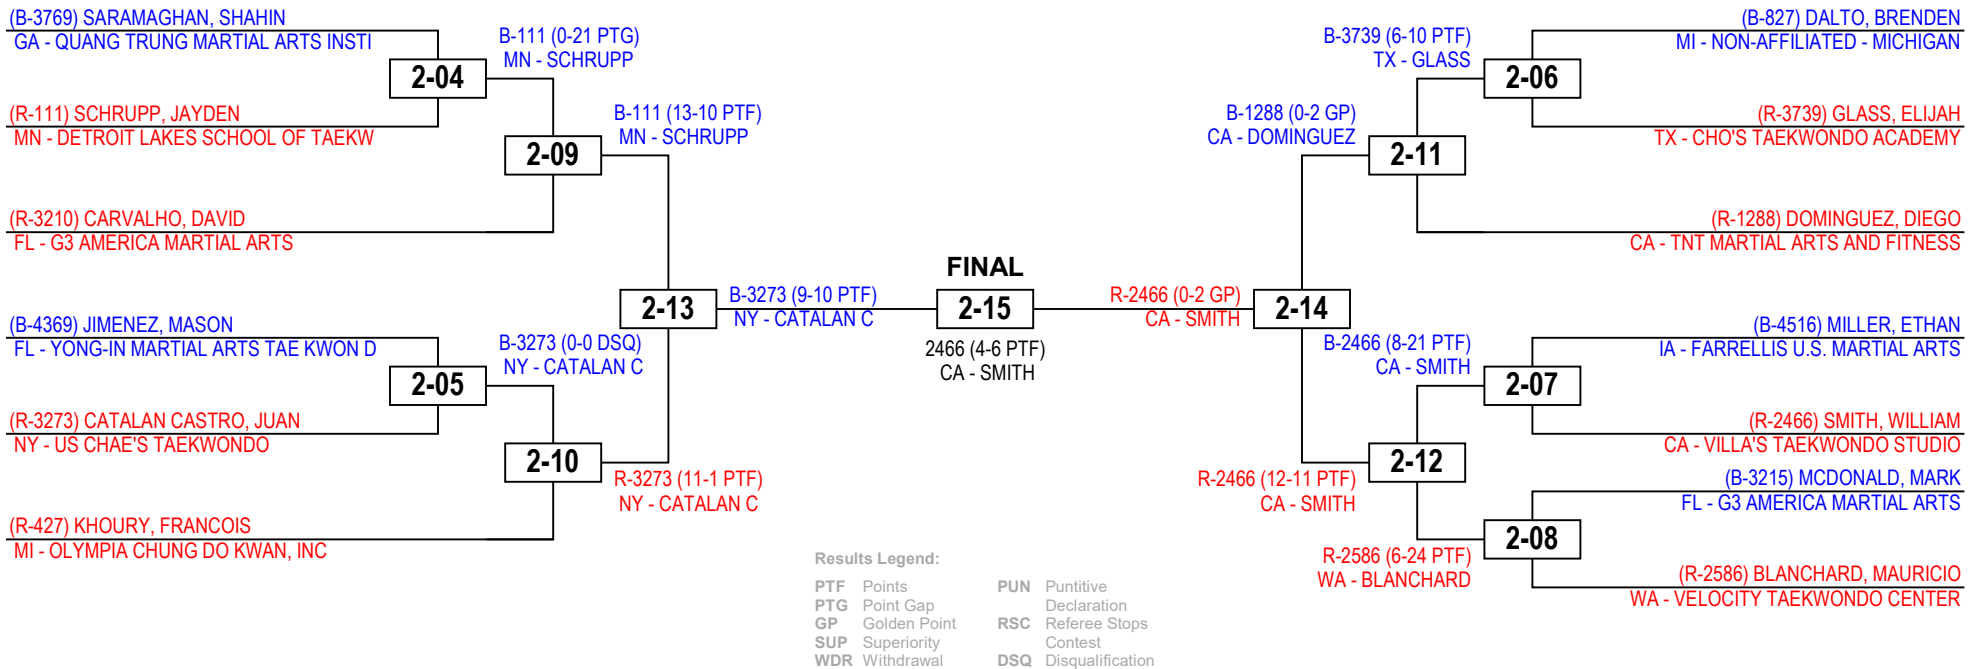 (B-3769) SARAMAGHAN, SHAHIN
GA - QUANG TRUNG MARTIAL ARTS INSTI
2-04
(R-111) SCHRUPP, JAYDEN
MN - DETROIT LAKES SCHOOL OF TAEKW
B-111 (0-21 PTG)
MN - SCHRUPP
2-09
(R-3210) CARVALHO, DAVID
FL - G3 AMERICA MARTIAL ARTS
B-111 (13-10 PTF)
MN - SCHRUPP
2-13
(B-4369) JIMENEZ, MASON
FL - YONG-IN MARTIAL ARTS TAE KWON D
2-05
(R-3273) CATALAN CASTRO, JUAN
NY - US CHAE'S TAEKWONDO
B-3273 (0-0 DSQ)
NY - CATALAN C
2-10
(R-427) KHOURY, FRANCOIS
MI - OLYMPIA CHUNG DO KWAN, INC
R-3273 (11-1 PTF)
NY - CATALAN C
B-3273 (9-10 PTF)
NY - CATALAN C
FINAL
2-15
2466 (4-6 PTF)
CA - SMITH
R-2466 (0-2 GP)
CA - SMITH
2-14
B-1288 (0-2 GP)
CA - DOMINGUEZ
2-11
B-3739 (6-10 PTF)
TX - GLASS
2-06
(B-827) DALTO, BRENDEN
MI - NON-AFFILIATED - MICHIGAN
(R-3739) GLASS, ELIJAH
TX - CHO'S TAEKWONDO ACADEMY
(R-1288) DOMINGUEZ, DIEGO
CA - TNT MARTIAL ARTS AND FITNESS
R-2466 (12-11 PTF)
CA - SMITH
2-12
B-2466 (8-21 PTF)
CA - SMITH
2-07
(B-4516) MILLER, ETHAN
IA - FARRELLIS U.S. MARTIAL ARTS
(R-2466) SMITH, WILLIAM
CA - VILLA'S TAEKWONDO STUDIO
R-2586 (6-24 PTF)
WA - BLANCHARD
2-08
(B-3215) MCDONALD, MARK
FL - G3 AMERICA MARTIAL ARTS
(R-2586) BLANCHARD, MAURICIO
WA - VELOCITY TAEKWONDO CENTER
Results Legend:
PTF Points
PTG Point Gap
GP Golden Point
SUP Superiority
WDR Withdrawal
PUN Puntitive
Declaration
RSC Referee Stops
Contest
DSQ Disqualification